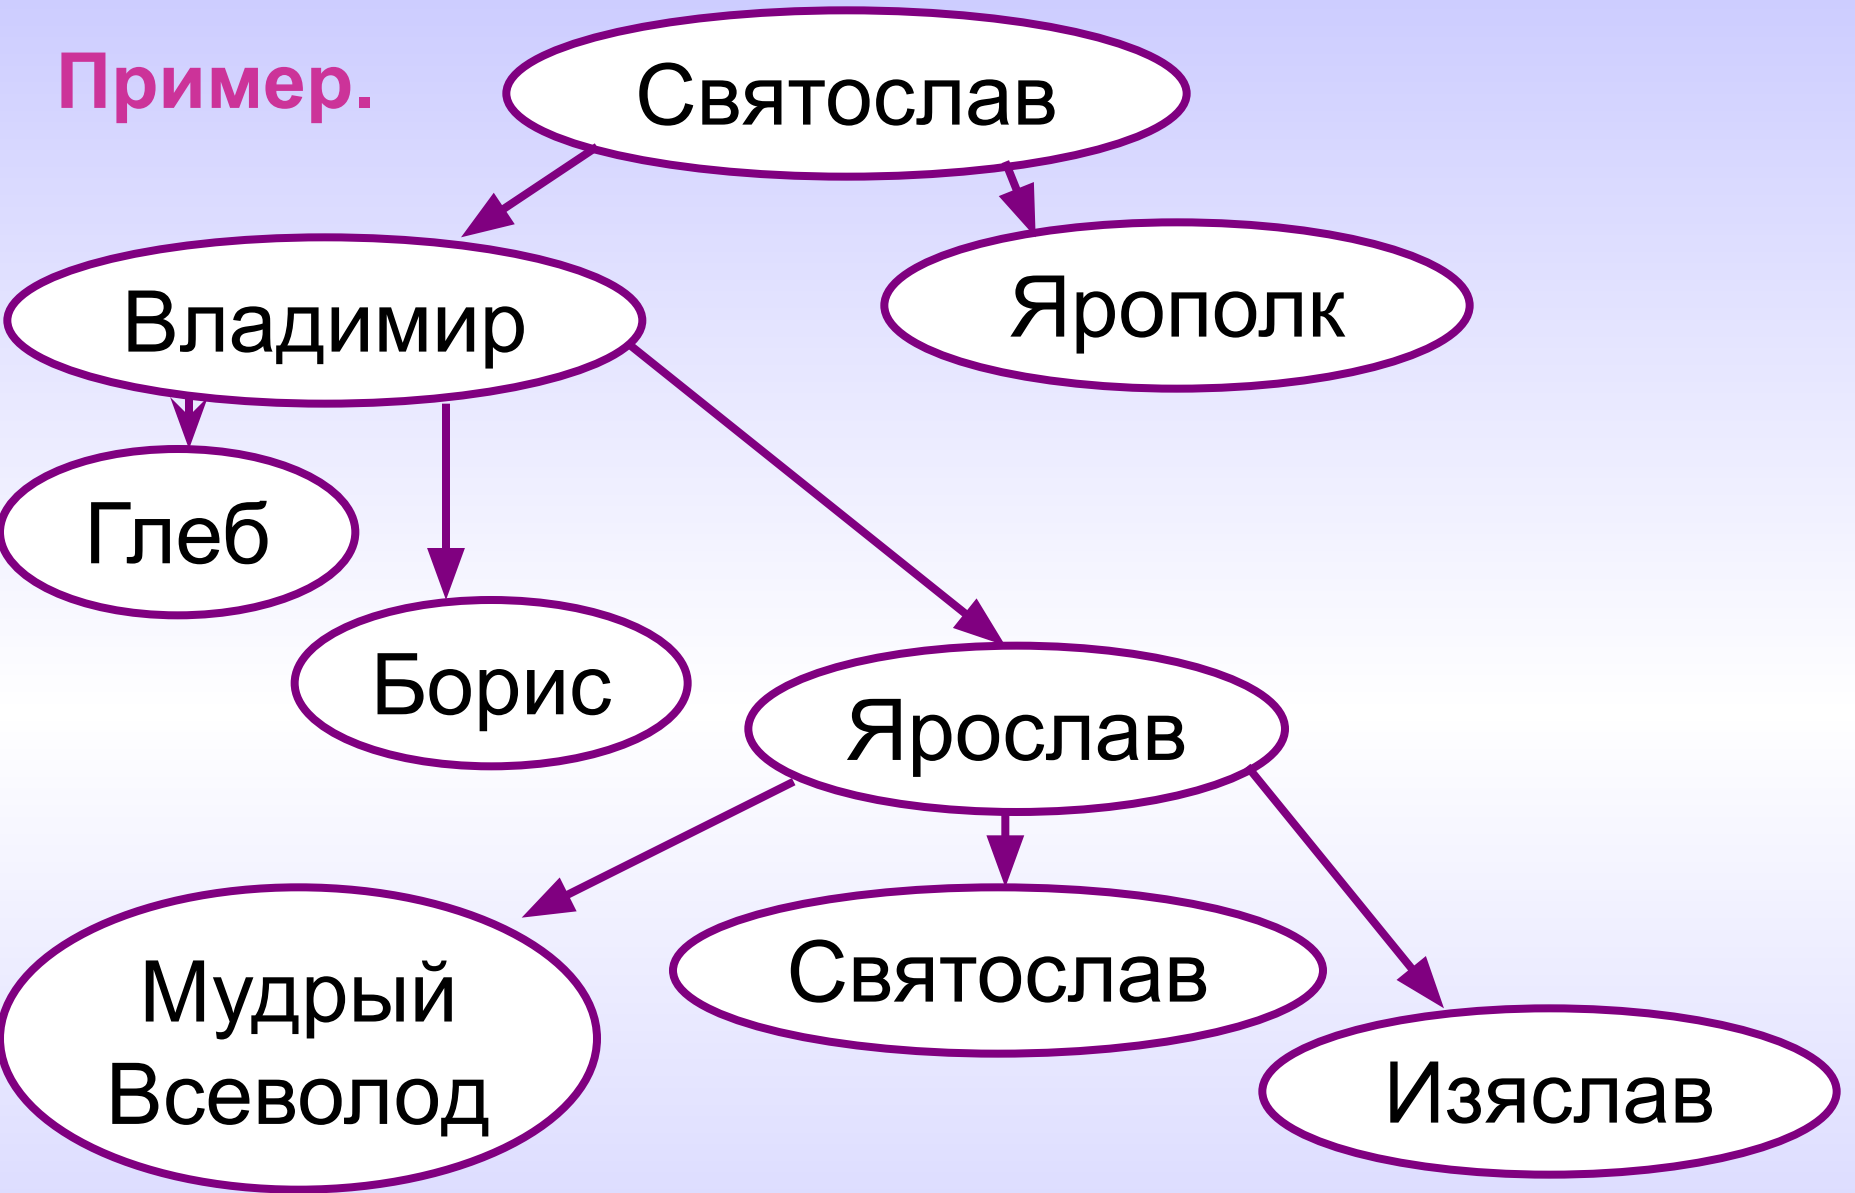 Пример.
Святослав
Владимир
Ярополк
Глеб
Борис
Ярослав
Мудрый
Всеволод
Святослав
Изяслав